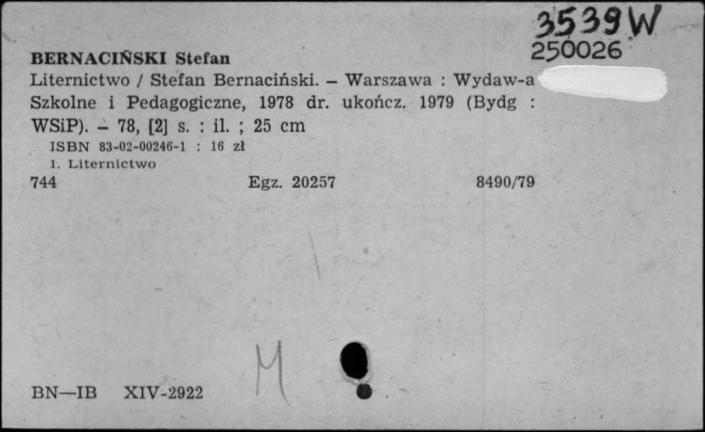 3539W
250026
BERNACIŃSKI Stefan
Liternictwo / Stefan Bernaciński. – Warszawa : Wydaw-a
Szkolne i Pedagogiczne, 1978 dr. ukończ. 1979 (Bydg :
WSiP). – 78, [2] s. : il. ; 25 cm
ISBN 83-02-00246-1 : 16 zł
1. Liternictwo
744 Egz. 20257 8490/79
M
BN—IB XIV-2922